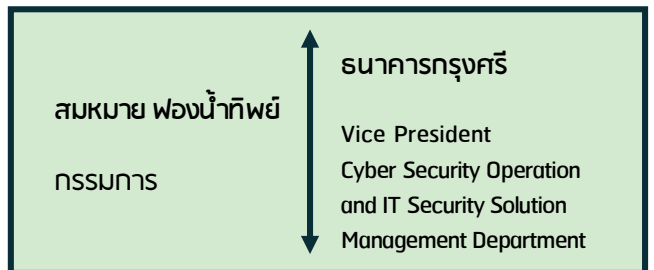 สมหมาย ฟองน้ำทิพย์
กรรมการ
ธนาคารกรุงศรี
Vice President
Cyber Security Operation
and IT Security Solution
Management Department